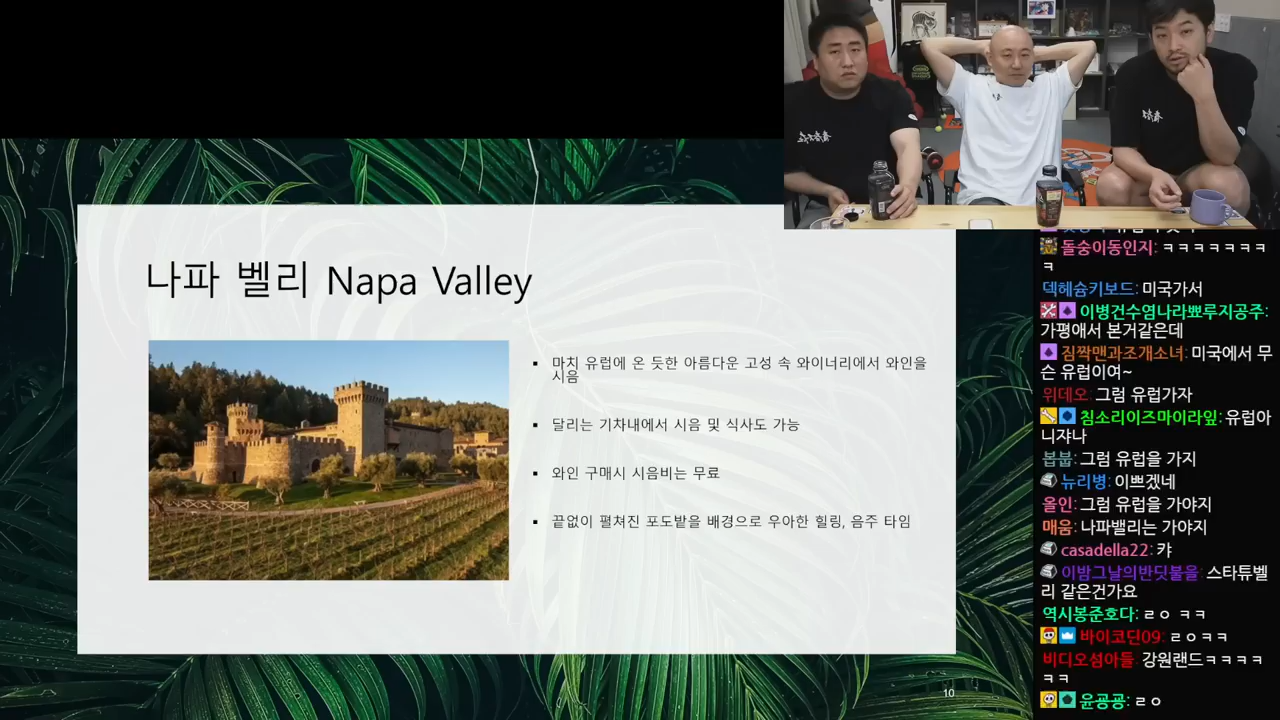 나파 벨리 Napa Valley
마치 유럽에 온 듯한 아름다운 고성 속 와이너리에서 와인을
시음
달리는 기차내에서 시음 및 식사도 가능
와인 구매시 시음비는 무료
끝없이 펼쳐진 포도밭을 배경으로 우아한 힐링, 음주 타임
10
돌숭이동인지: ㅋㅋㅋㅋㅋㅋㅋ
ㅋ
덱헤슘키보드: 미국가서
이병건수염나라뾰루지공주:
가평애서 본거같은데
짐짝맨과조개소녀: 미국에서 무
슨 유럽이여~
위데오: 그럼 유럽가자
침소리이즈마이라잎: 유럽아
니쟈나
봅붑: 그럼 유럽을 가지
뉴리병: 이쁘겠네
올인: 그럼 유럽을 가야지
매움: 나파밸리는 가야지
casadella22: 캬
이밤그날의반딧불을: 스타듀벨
리 같은건가요
역시봉준호다: ㄹㅇ ㅋㅋ
바이코딘09: ㄹㅇㅋㅋ
비디오섬아들: 강원랜드ㅋㅋㅋㅋ
ㅋㅋ
윤굥굥: ㄹㅇ